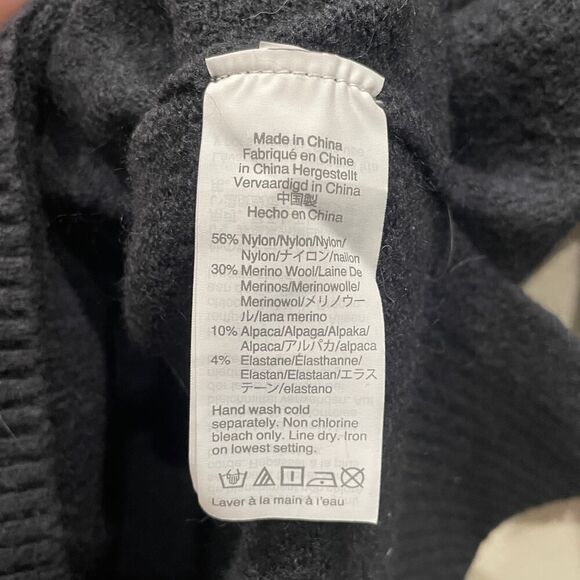 Made in China
Fabriqué en Chine
in China Hergestellt
Vervaardigd in China
中国製
Hecho en China
56% Nylon/Nylon/Nylon/
Nylon/ナイロン/nailon
30% Merino Wool/Laine De
Merinos/Merinowolle/
Merinowol/メリノウー
ル/lana merino
10% Alpaca/Alpaga/Alpaka/
Alpaca/アルパカ/alpaca
4% Elastane/Élasthanne/
Elastan/Elastaan/エラス
テーン/elastano
Hand wash cold
separately. Non chlorine
bleach only. Line dry. Iron
on lowest setting.
Laver à la main à l'eau